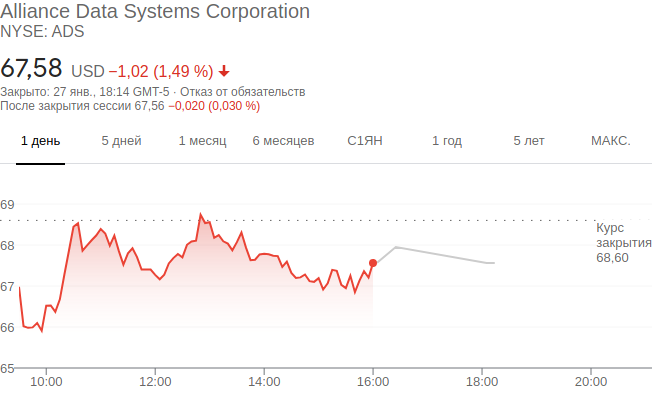 Alliance Data Systems Corporation
NYSE: ADS
67,58 USD −1,02 (1,49 %)
Закрыто: 27 янв., 18:14 GMT-5 · Отказ от обязательств
После закрытия сессии 67,56 −0,020 (0,030 %)
1 день 5 дней 1 месяц 6 месяцев С1ЯН 1 год 5 лет МАКС.
69
Курс
68
закрытия
68,60
67
66
65
10:00 12:00 14:00 16:00 18:00 20:00